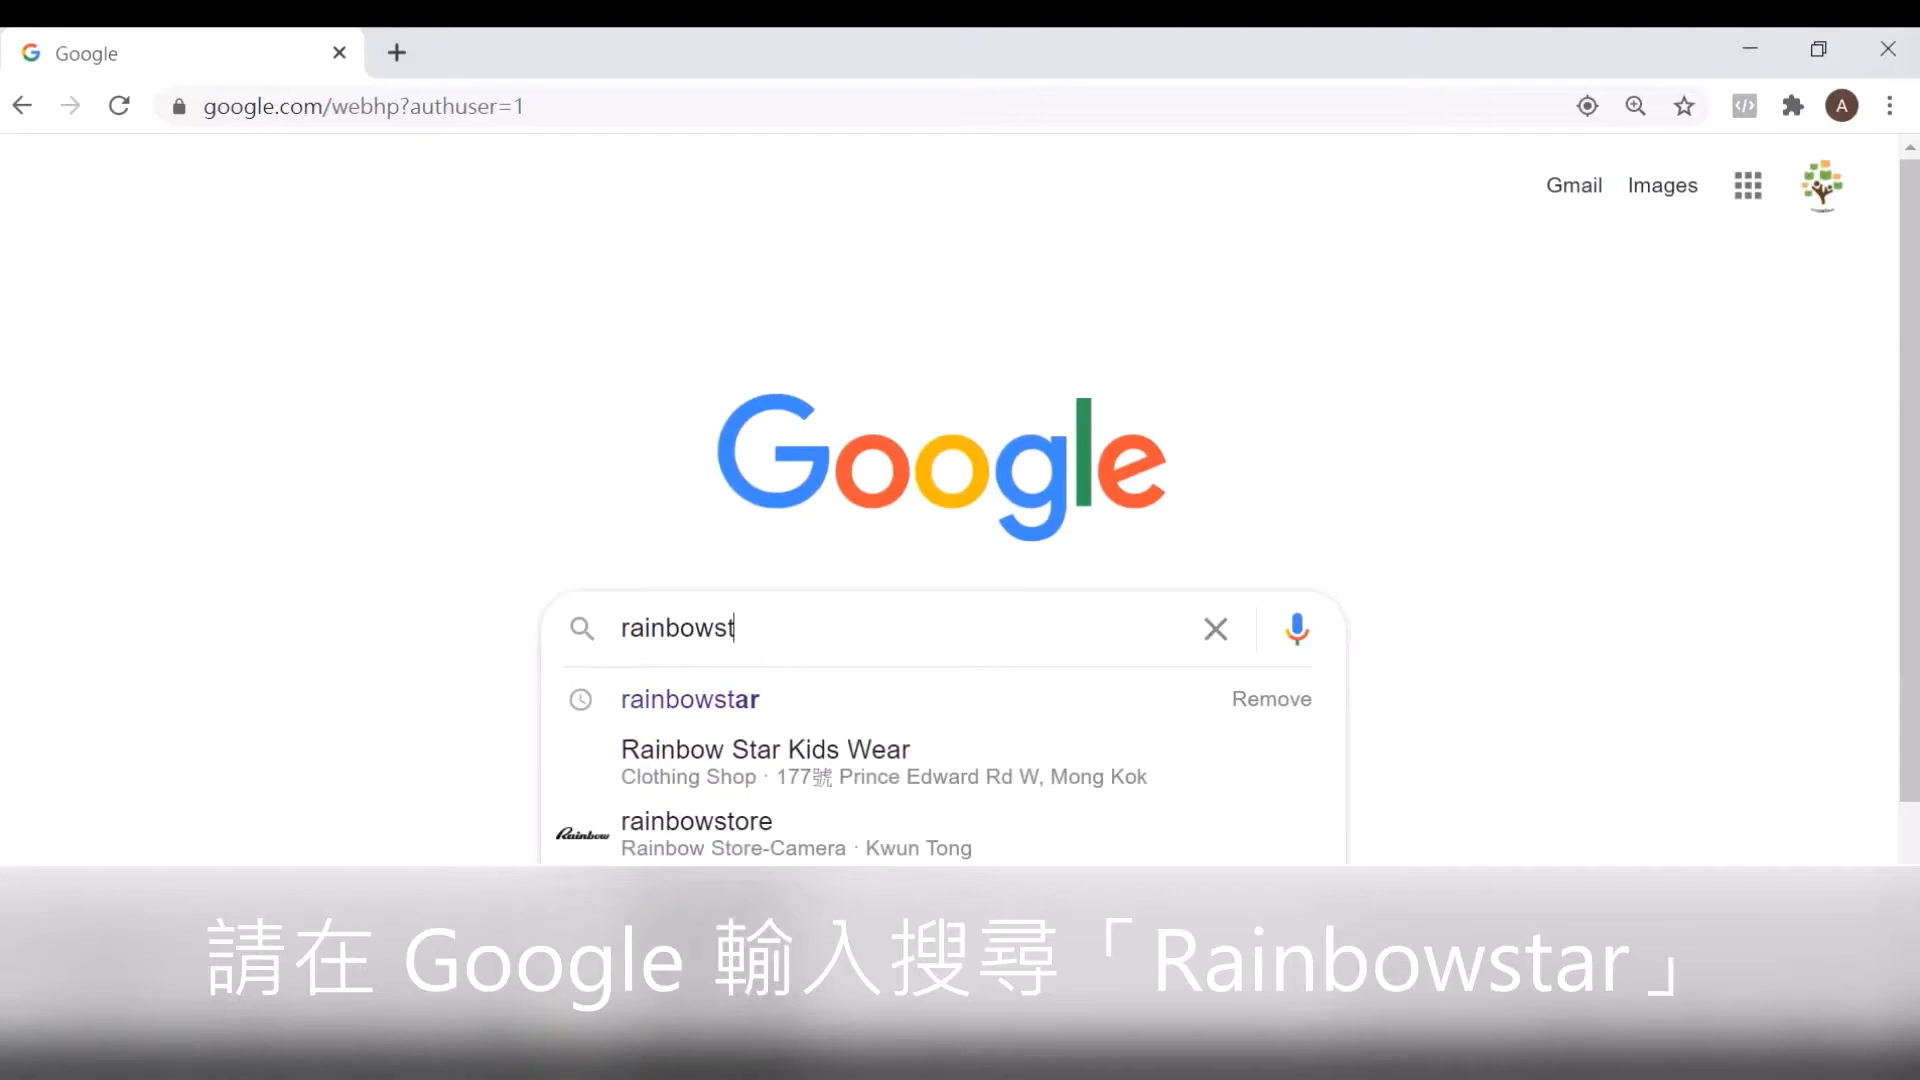 Google
google.com/webhp?authuser=1
A
Gmail Images
Google
rainbowst
rainbowstar Remove
Rainbow Star Kids Wear
Clothing Shop · 177號 Prince Edward Rd W, Mong Kok
rainbowstore
Rainbow
Rainbow Store-Camera · Kwun Tong
請在 Google 輸入搜尋「Rainbowstar」